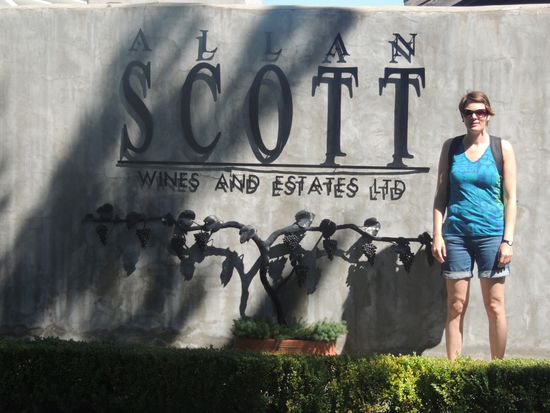 ALLAN
SCOTT
WINES AND ESTATES LTD